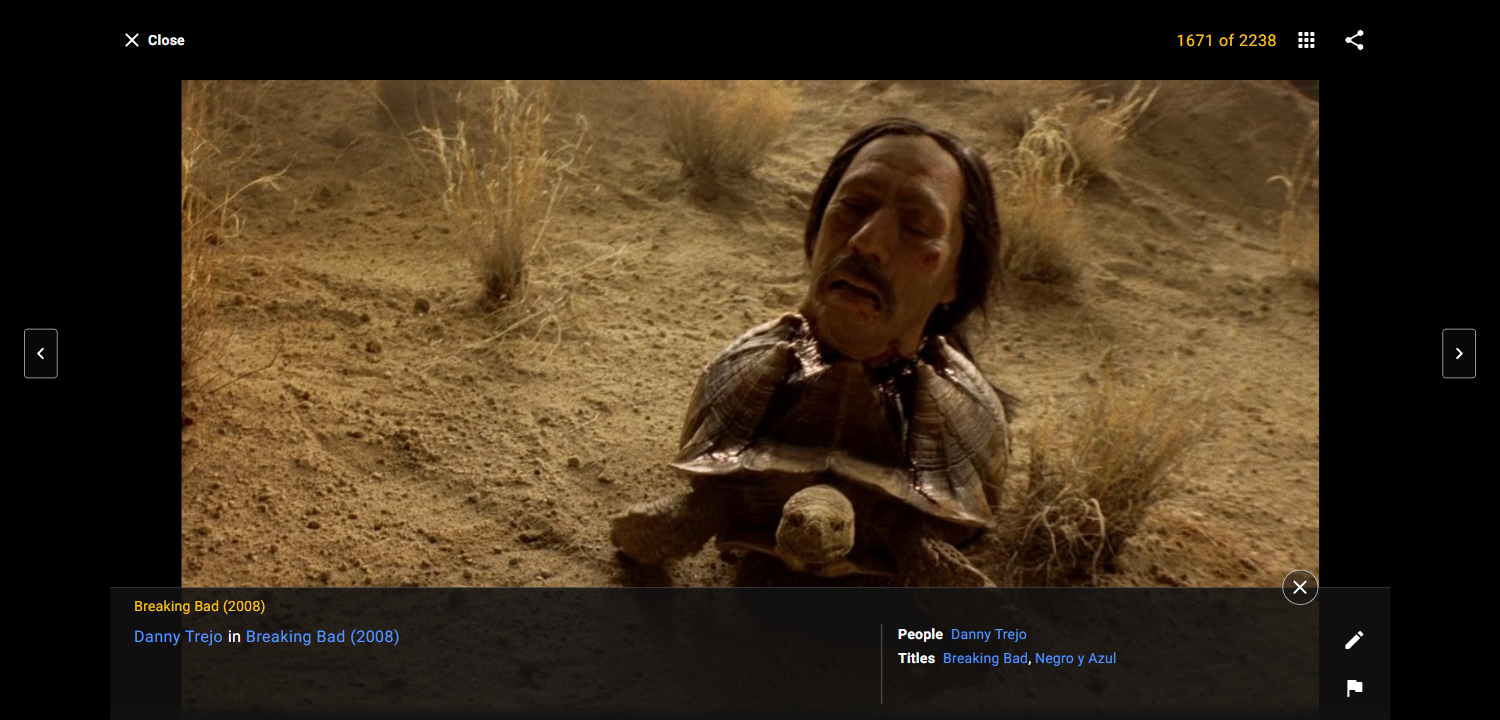 Close
1671 of 2238
Breaking Bad (2008)
Danny Trejo in Breaking Bad (2008)
People Danny Trejo
Titles Breaking Bad, Negro y Azul